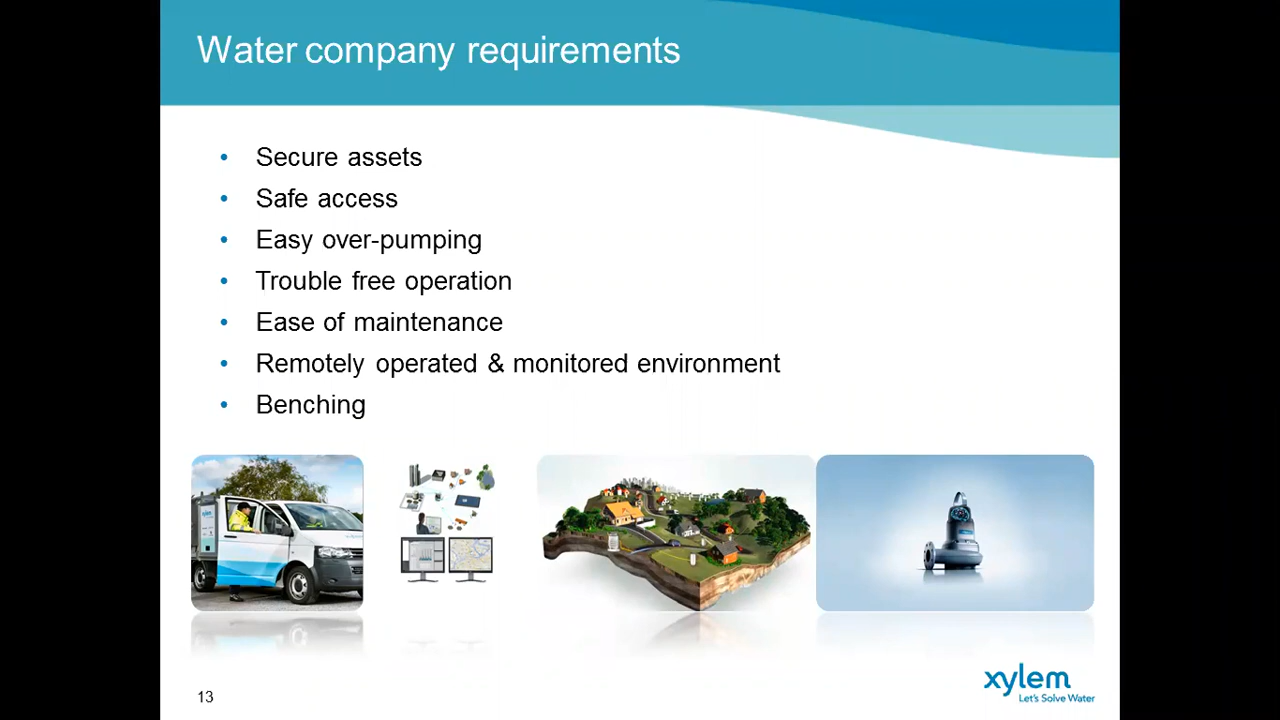 Water company requirements
• Secure assets
• Safe access
• Easy over-pumping
• Trouble free operation
• Ease of maintenance
• Remotely operated & monitored environment
• Benching
xylem
13
xylem
Let's Solve Water